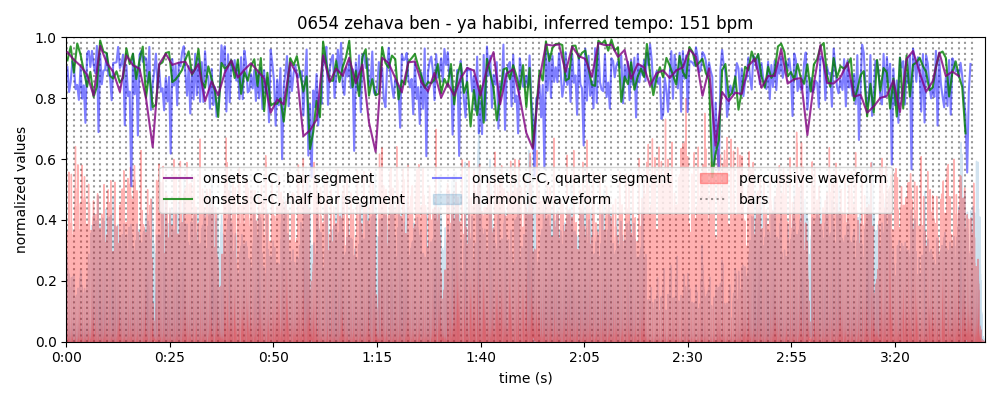 0654 zehava ben - ya habibi, inferred tempo: 151 bpm
1.0
0.8
0.6
0.4
0.2
0.0
normalized values
onsets C-C, bar segment
onsets C-C, half bar segment
onsets C-C, quarter segment
harmonic waveform
percussive waveform
bars
0:00 0:25 0:50 1:15 1:40 2:05 2:30 2:55 3:20
time (s)